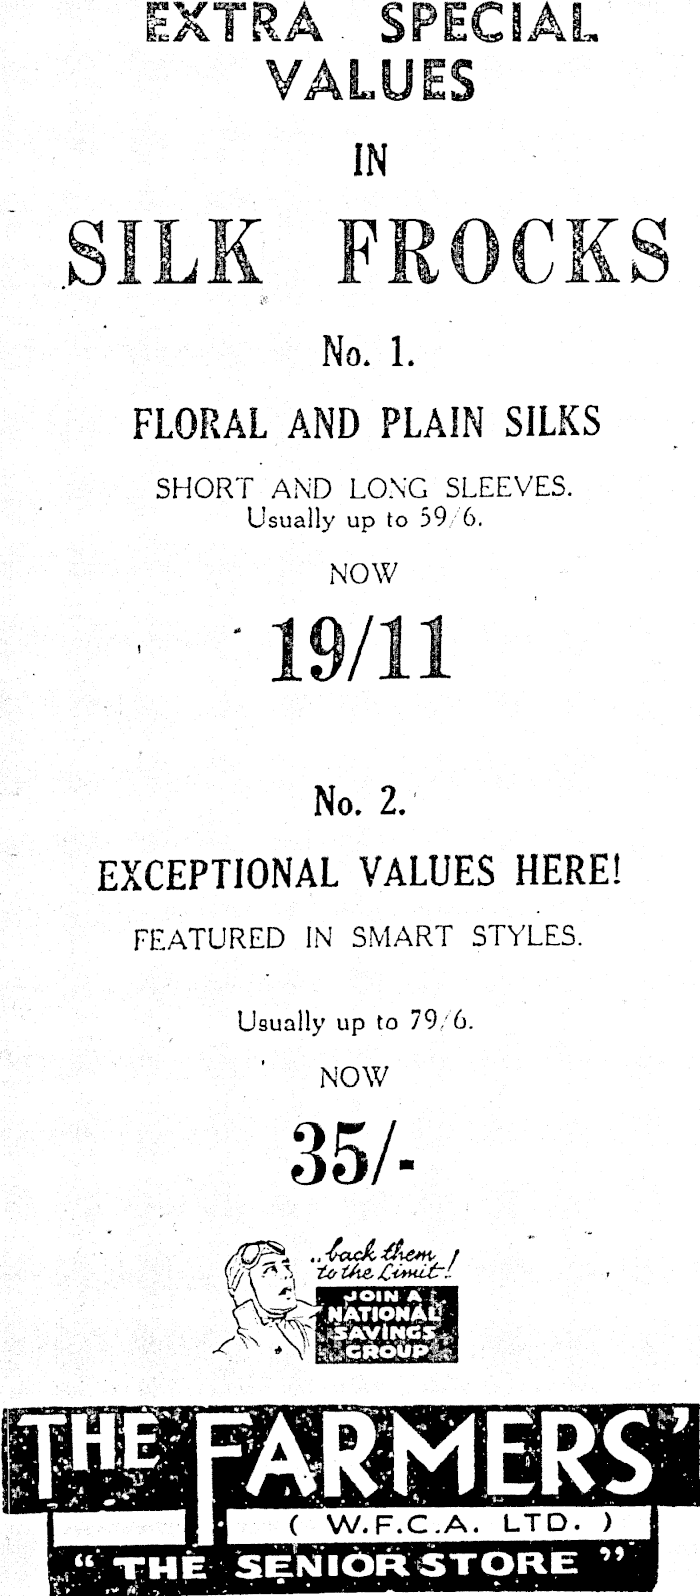 EXTRA SPECIAL
VALUES
IN
SILK FROCKS
No. 1.
FLORAL AND PLAIN SILKS
SHORT AND LONG SLEEVES.
Usually up to 59/6.
NOW
19/11
No. 2.
EXCEPTIONAL VALUES HERE!
FEATURED IN SMART STYLES.
Usually up to 79/6.
NOW
35/-
..back them
to the Limit!
JOIN A
NATIONAL
SAVINGS
GROUP
THE FARMERS'
( W.F.C.A. LTD. )
“ THE SENIOR STORE ”